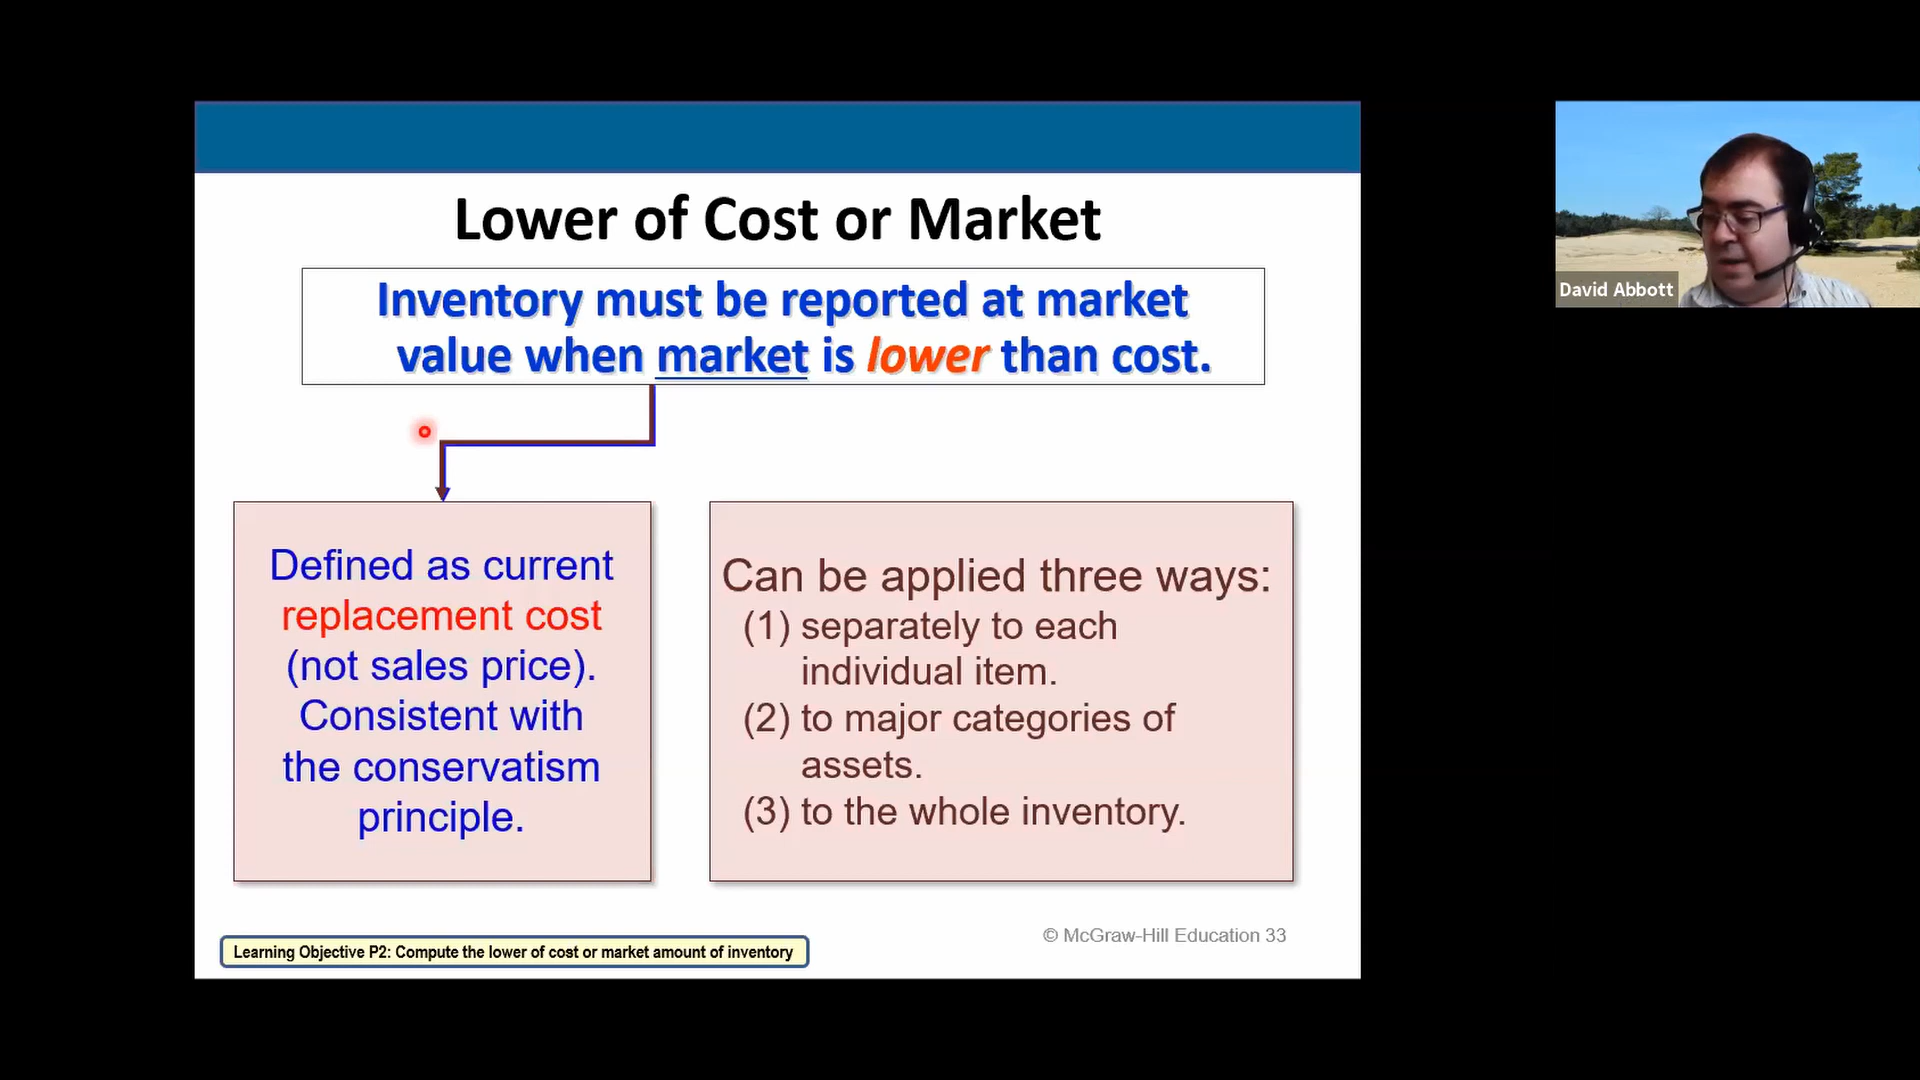 Lower of Cost or Market
Inventory must be reported at market
value when market is lower than cost.
Defined as current
replacement cost
(not sales price).
Consistent with
the conservatism
principle.
Can be applied three ways:
(1) separately to each
individual item.
(2) to major categories of
assets.
(3) to the whole inventory.
Learning Objective P2: Compute the lower of cost or market amount of inventory
© McGraw-Hill Education 33
David Abbott